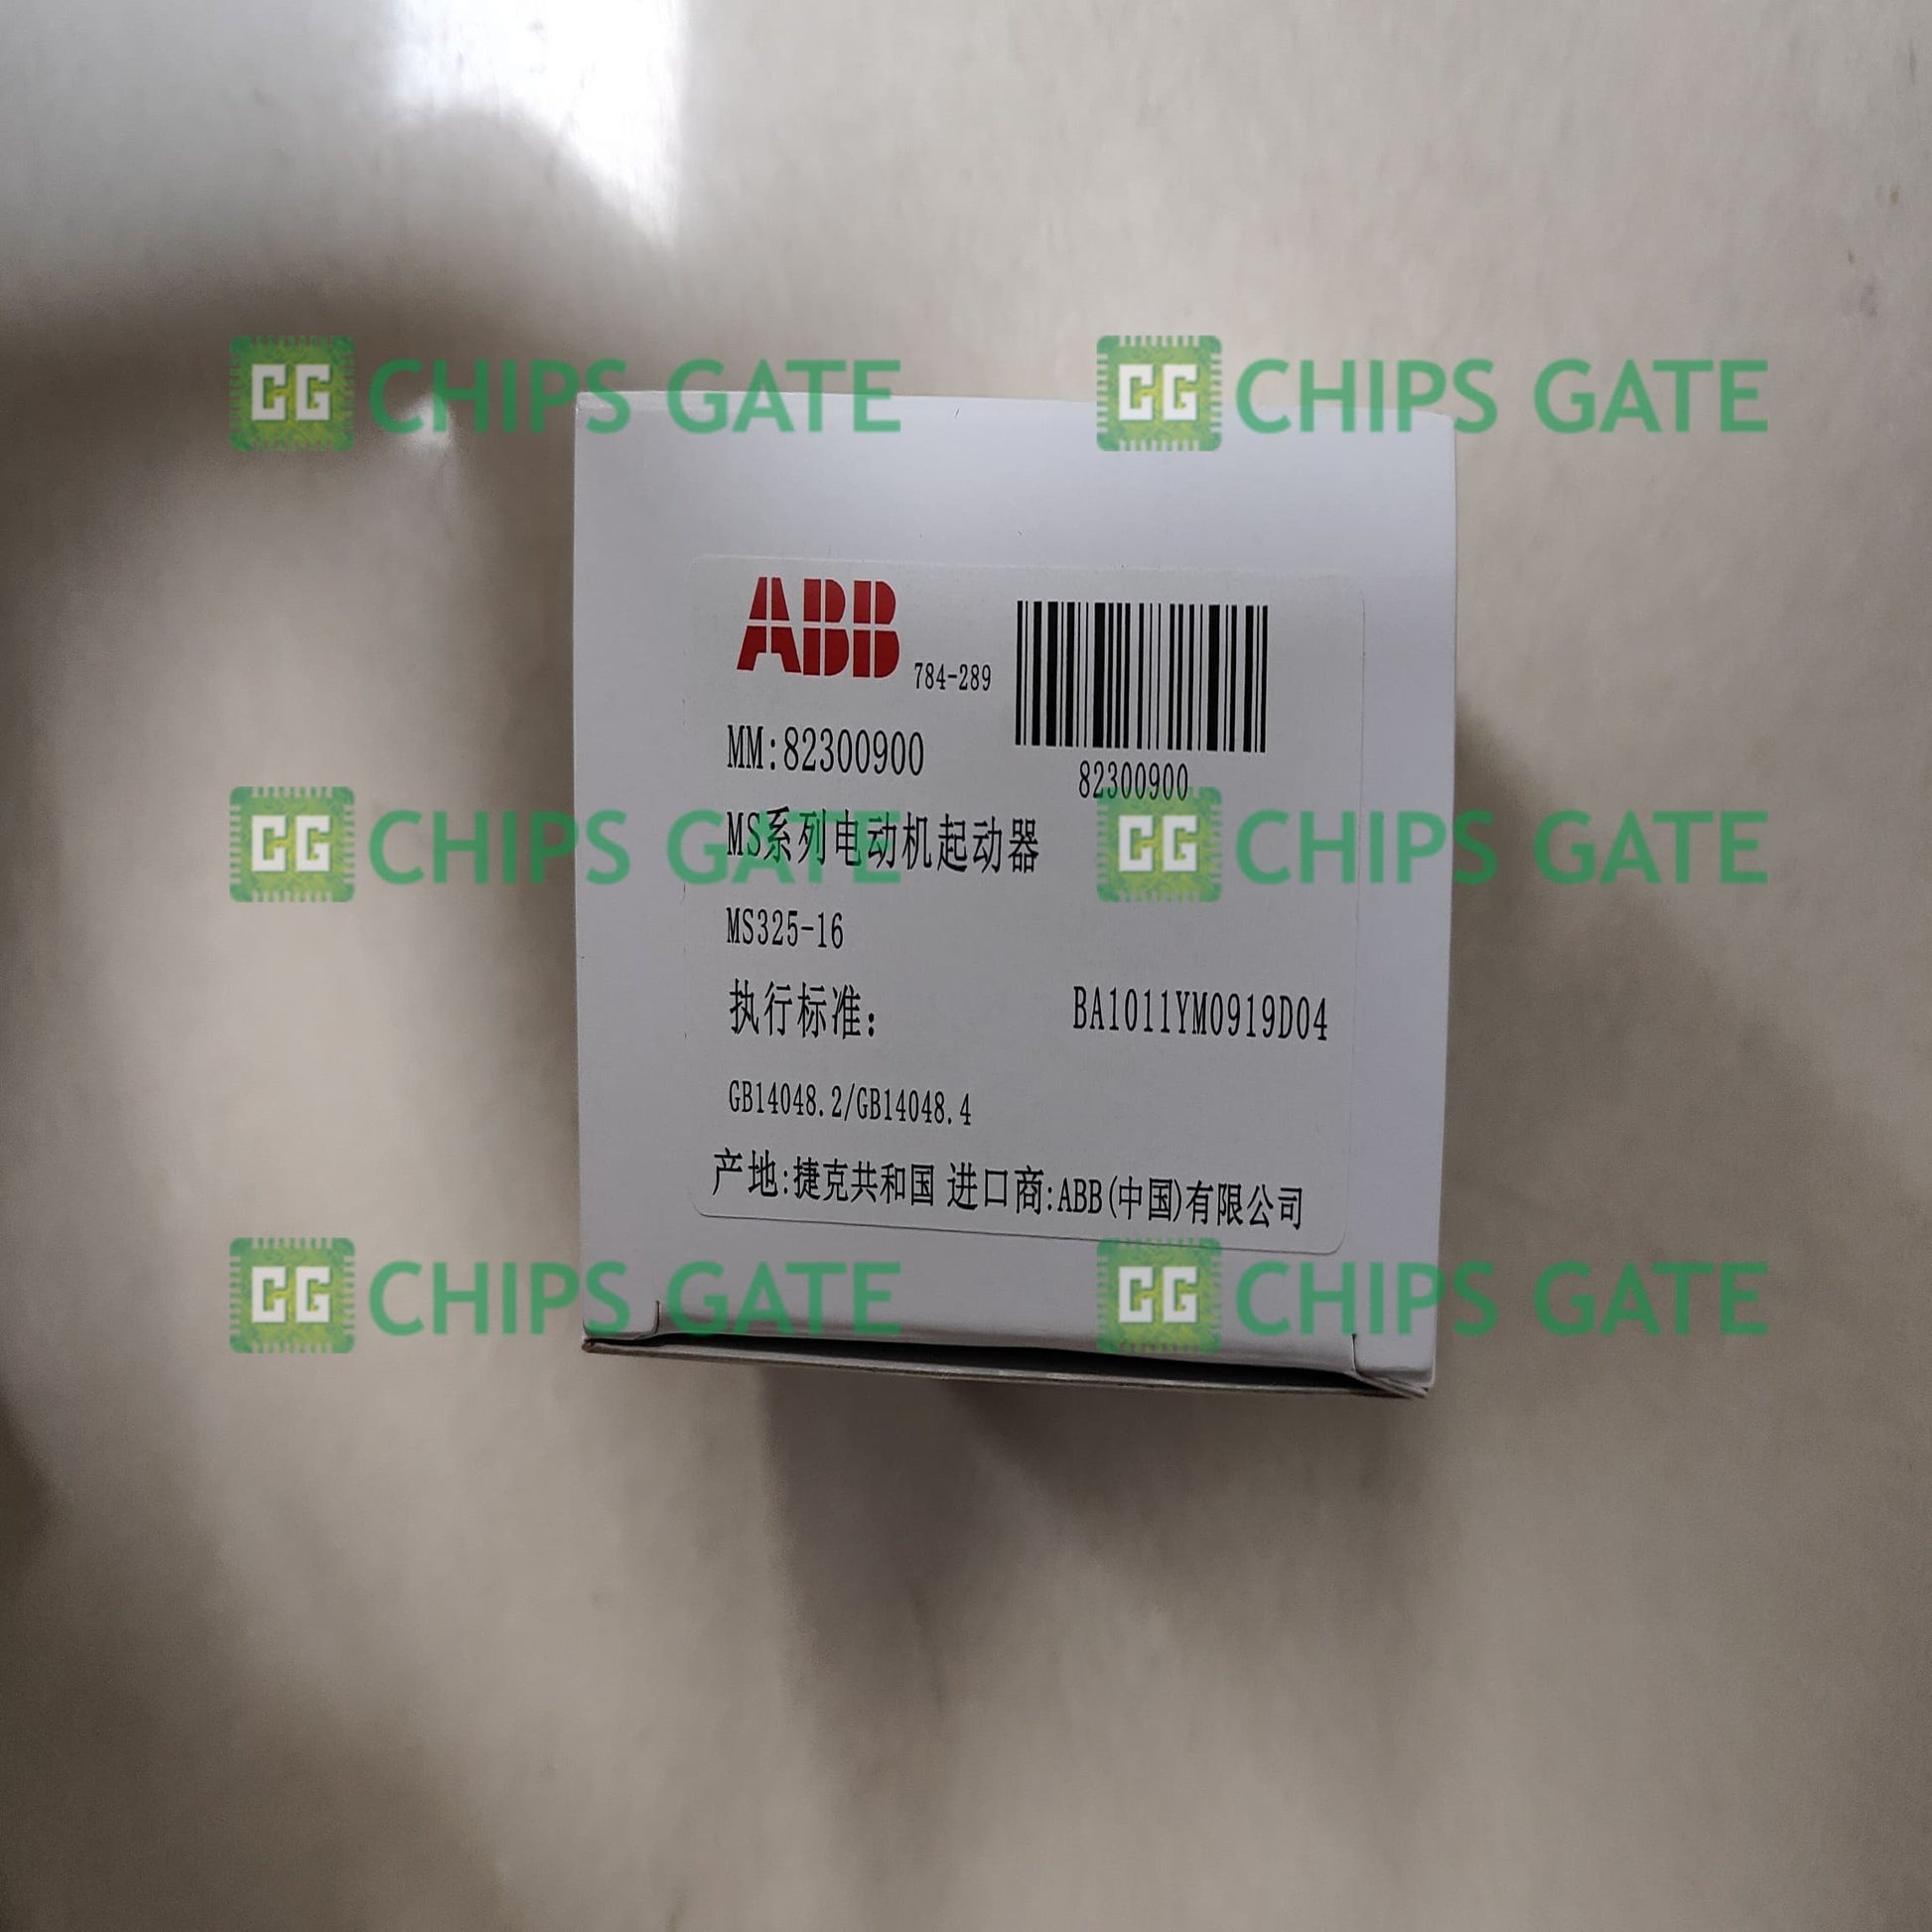 CG CHIPS GATE CG CHIPS GATE
ABB 784-289
MM:82300900
82300900
CG CHIPS GATE CG CHIPS GATE
MS系列电动机起动器
MS325-16
执行标准: BA1011YM0919D04
GB14048.2/GB14048.4
产地:捷克共和国 进口商:ABB(中国)有限公司
CG CHIPS GATE CG CHIPS GATE